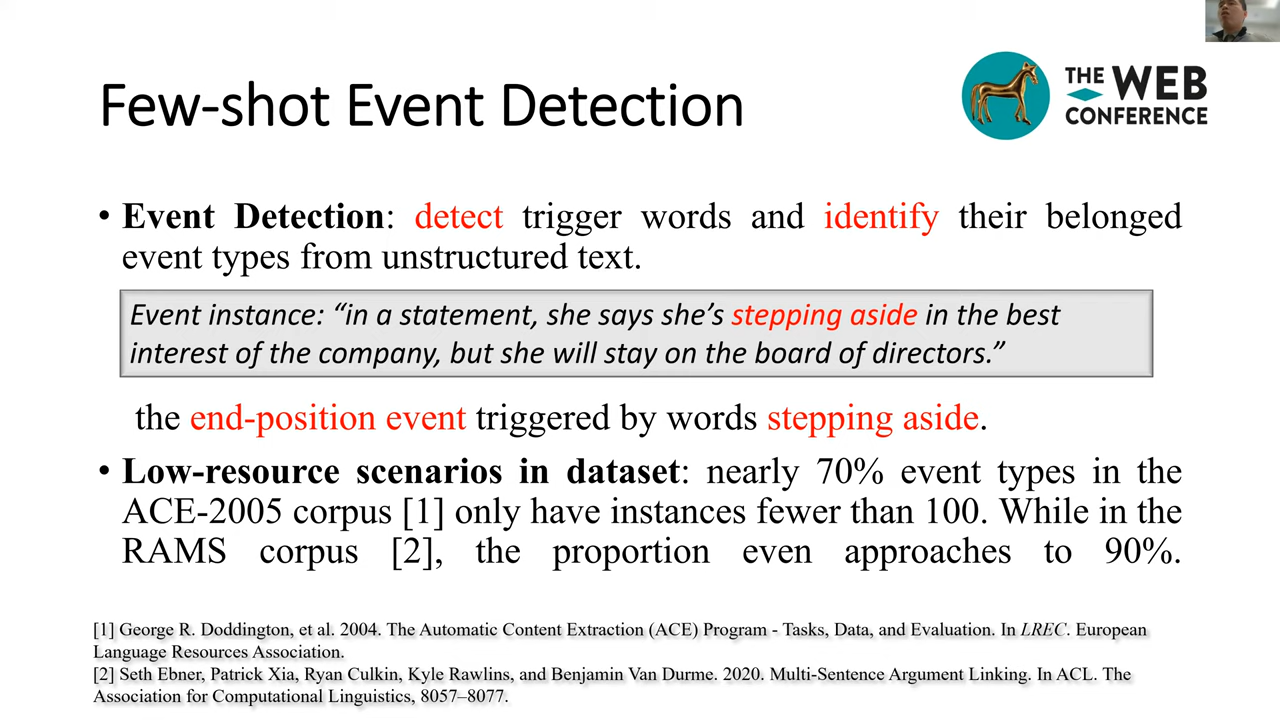 Few-shot Event Detection
THE WEB
CONFERENCE
• Event Detection: detect trigger words and identify their belonged
event types from unstructured text.
Event instance: “in a statement, she says she’s stepping aside in the best
interest of the company, but she will stay on the board of directors.”
the end-position event triggered by words stepping aside.
• Low-resource scenarios in dataset: nearly 70% event types in the
ACE-2005 corpus [1] only have instances fewer than 100. While in the
RAMS corpus [2], the proportion even approaches to 90%.
[1] George R. Doddington, et al. 2004. The Automatic Content Extraction (ACE) Program - Tasks, Data, and Evaluation. In LREC. European
Language Resources Association.
[2] Seth Ebner, Patrick Xia, Ryan Culkin, Kyle Rawlins, and Benjamin Van Durme. 2020. Multi-Sentence Argument Linking. In ACL. The
Association for Computational Linguistics, 8057–8077.